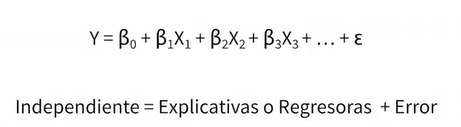 Y = β₀ + β₁X₁ + β₂X₂ + β₃X₃ + … + ε
Independiente = Explicativas o Regresoras + Error